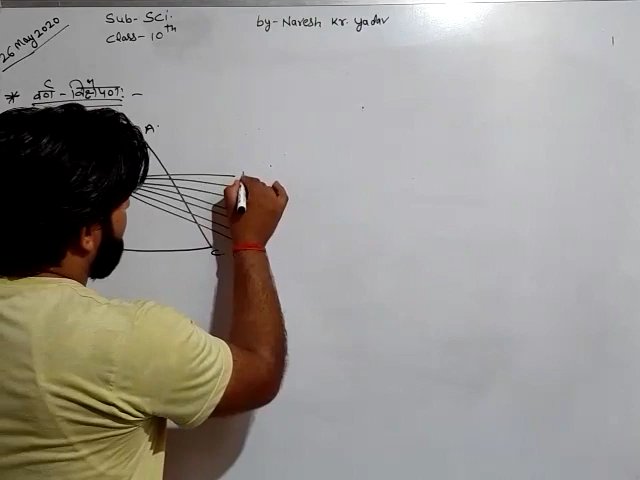 26 May 2020
Sub- Sci.
Class- 10th
by- Naresh Kr. Yadav
* वर्ण - विक्षेपण :-
A
C